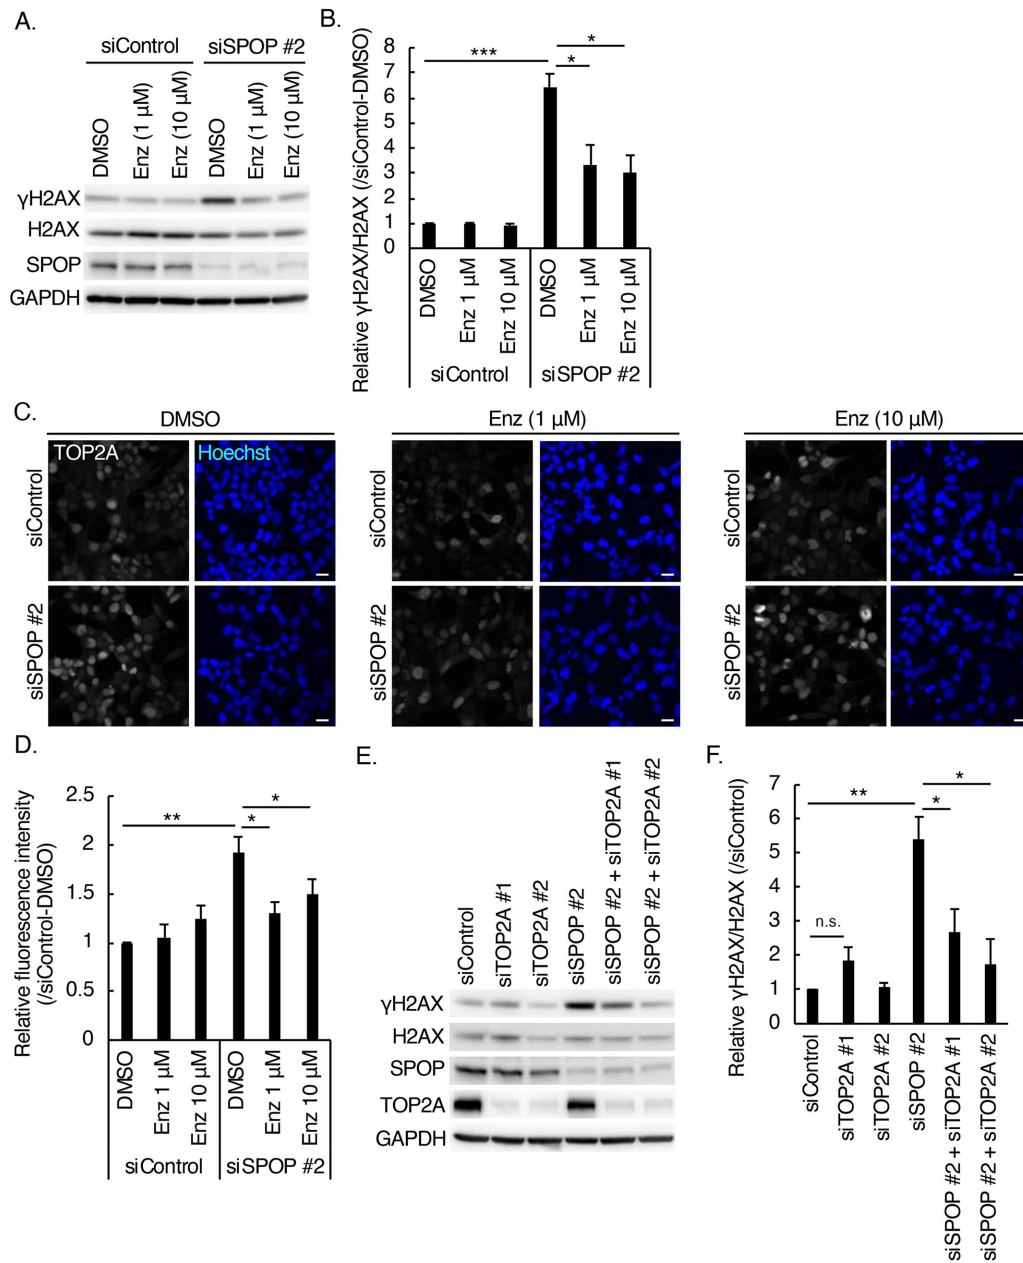 A.
siControl
siSPOP #2
DMSO
Enz (1 µM)
Enz (10 µM)
DMSO
Enz (1 µM)
Enz (10 µM)
γH2AX
H2AX
SPOP
GAPDH
B.
Relative γH2AX/H2AX (/siControl-DMSO)
8
7
6
5
4
3
2
1
0
***
*
*
DMSO
Enz 1 µM
Enz 10 µM
DMSO
Enz 1 µM
Enz 10 µM
siControl
siSPOP #2
C.
DMSO
Enz (1 µM)
Enz (10 µM)
siControl
TOP2A
Hoechst
siControl
siControl
siSPOP #2
siSPOP #2
siSPOP #2
D.
Relative fluorescence intensity
(/siControl-DMSO)
2.5
2
1.5
1
0.5
0
**
*
*
DMSO
Enz 1 µM
Enz 10 µM
DMSO
Enz 1 µM
Enz 10 µM
siControl
siSPOP #2
E.
siControl
siTOP2A #1
siTOP2A #2
siSPOP #2
siSPOP #2 + siTOP2A #1
siSPOP #2 + siTOP2A #2
γH2AX
H2AX
SPOP
TOP2A
GAPDH
F.
Relative γH2AX/H2AX (/siControl)
7
6
5
4
3
2
1
0
n.s.
**
*
*
siControl
siTOP2A #1
siTOP2A #2
siSPOP #2
siSPOP #2 + siTOP2A #1
siSPOP #2 + siTOP2A #2